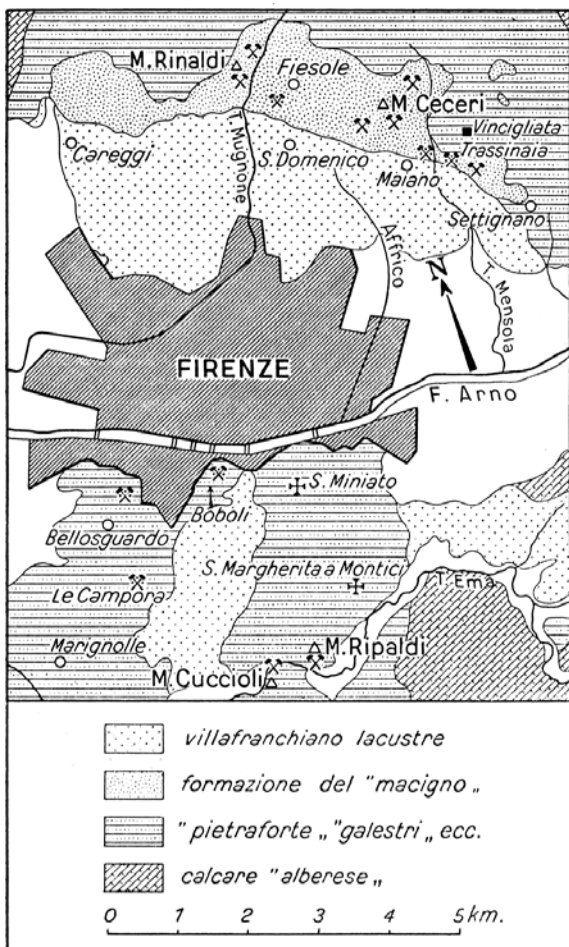 M. Rinaldi
Fiesole
M. Ceceri
Vincigliata
Trassinaia
Careggi
T. Mugnone
S. Domenico
Maiano
Settignano
Affrico
N
T. Mensola
FIRENZE
F. Arno
S. Miniato
Boboli
Bellosguardo
S. Margherita a Montici
Le Campora
T. Ema
Marignolle
M. Ripaldi
M. Cuccioli
villafranchiano lacustre
formazione del "macigno„
"pietraforte„ "galestri„ ecc.
calcare "alberese„
0 1 2 3 4 5 km.